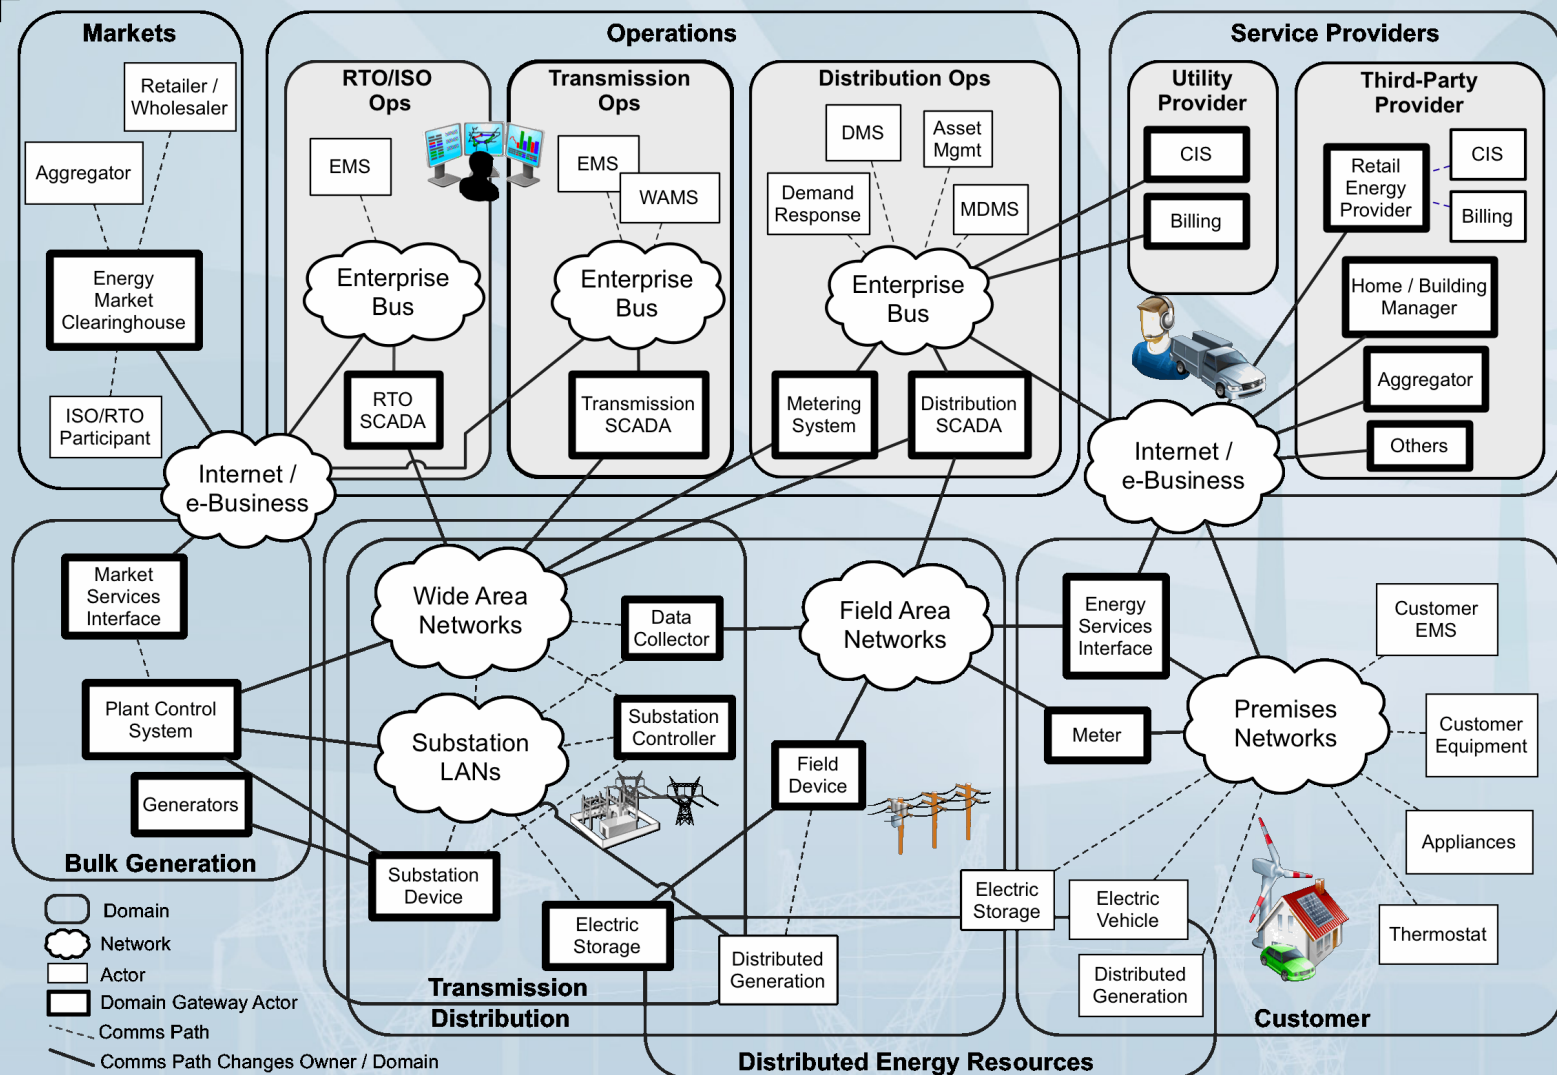 Markets
Retailer /
Wholesaler
Aggregator
Energy
Market
Clearinghouse
ISO/RTO
Participant
Operations
RTO/ISO
Ops
EMS
Enterprise
Bus
RTO
SCADA
Transmission
Ops
EMS
WAMS
Enterprise
Bus
Transmission
SCADA
Distribution Ops
DMS
Asset
Mgmt
Demand
Response
MDMS
Enterprise
Bus
Metering
System
Distribution
SCADA
Service Providers
Utility
Provider
CIS
Billing
Third-Party
Provider
Retail
Energy
Provider
CIS
Billing
Home / Building
Manager
Aggregator
Others
Internet /
e-Business
Internet /
e-Business
Market
Services
Interface
Plant Control
System
Generators
Bulk Generation
Wide Area
Networks
Data
Collector
Substation
LANs
Substation
Controller
Substation
Device
Electric
Storage
Field Area
Networks
Field
Device
Distributed
Generation
Transmission
Distribution
Energy
Services
Interface
Meter
Premises
Networks
Customer
EMS
Customer
Equipment
Appliances
Thermostat
Electric
Storage
Electric
Vehicle
Distributed
Generation
Customer
Distributed Energy Resources
Domain
Network
Actor
Domain Gateway Actor
Comms Path
Comms Path Changes Owner / Domain